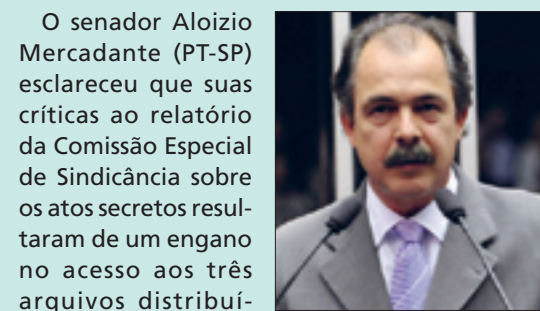 O senador Aloizio
Mercadante (PT-SP)
esclareceu que suas
críticas ao relatório
da Comissão Especial
de Sindicância sobre
os atos secretos resul-
taram de um engano
no acesso aos três
arquivos distribuí-